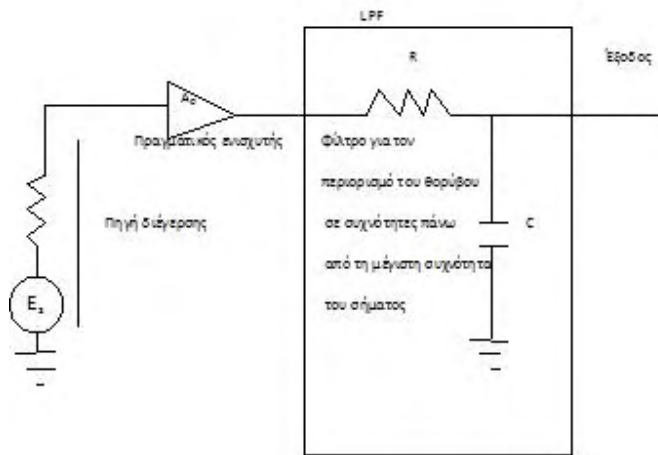 LPF
R
Έξοδος
A₀
Πραγματικός ενισχυτής
Φίλτρο για τον
περιορισμό του θορύβου
Πηγή διέγερσης
σε συχνότητες πάνω
C
από τη μέγιστη συχνότητα
Eₛ
του σήματος